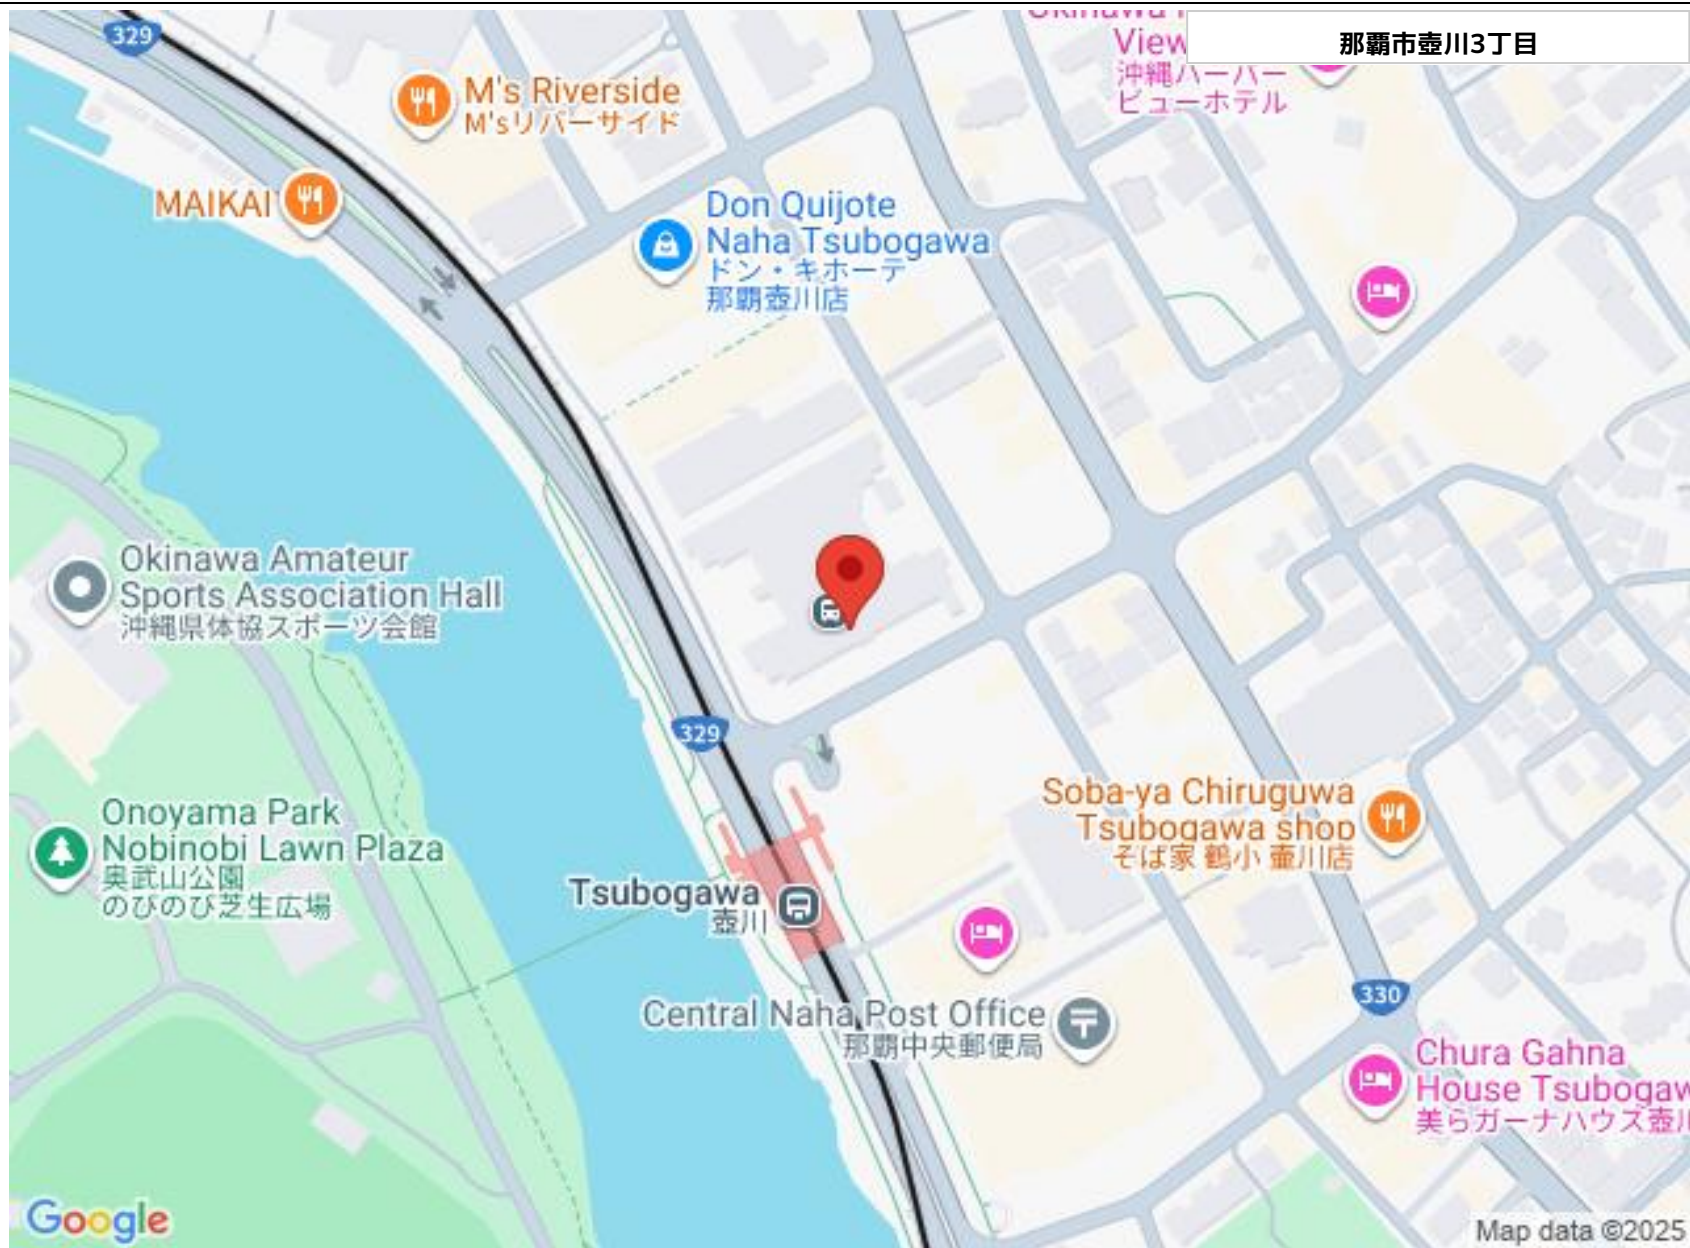 329
那覇市壺川3丁目
View
沖縄ハーバー
ビューホテル
M's Riverside
M'sリバーサイド
MAIKAI
Don Quijote
Naha Tsubogawa
ドン・キホーテ
那覇壺川店
Okinawa Amateur
Sports Association Hall
沖縄県体協スポーツ会館
329
Onoyama Park
Nobinobi Lawn Plaza
奥武山公園
のびのび芝生広場
Soba-ya Chiruguwa
Tsubogawa shop
そば家 鶴小 壷川店
Tsubogawa
壺川
Central Naha Post Office
那覇中央郵便局
330
Chura Gahna
House Tsubogaw
美らガーナハウス壺川
Google
Map data ©2025